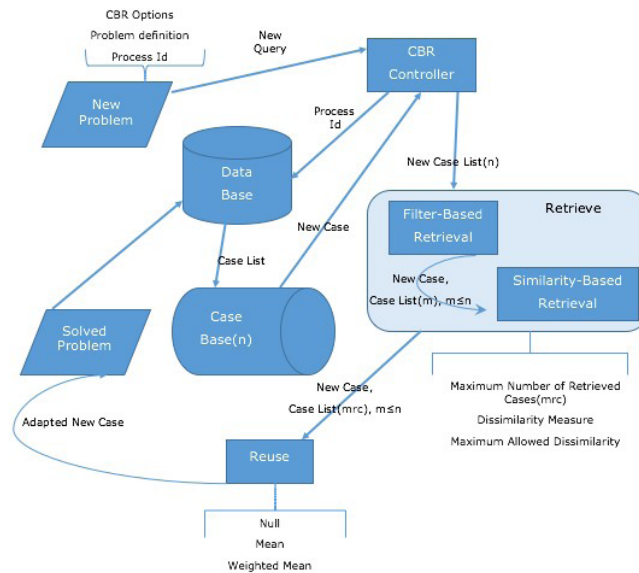 CBR Options
Problem definition
Process Id
New
Query
CBR
Controller
New
Problem
Process
Id
Data
Base
New Case List(n)
Filter-Based
Retrieval
Retrieve
New Case
Case List
New Case,
Case List(m), m≤n
Similarity-Based
Retrieval
Case
Base(n)
Solved
Problem
New Case,
Case List(mrc), m≤n
Maximum Number of Retrieved
Cases(mrc)
Dissimilarity Measure
Maximum Allowed Dissimilarity
Adapted New Case
Reuse
Null
Mean
Weighted Mean